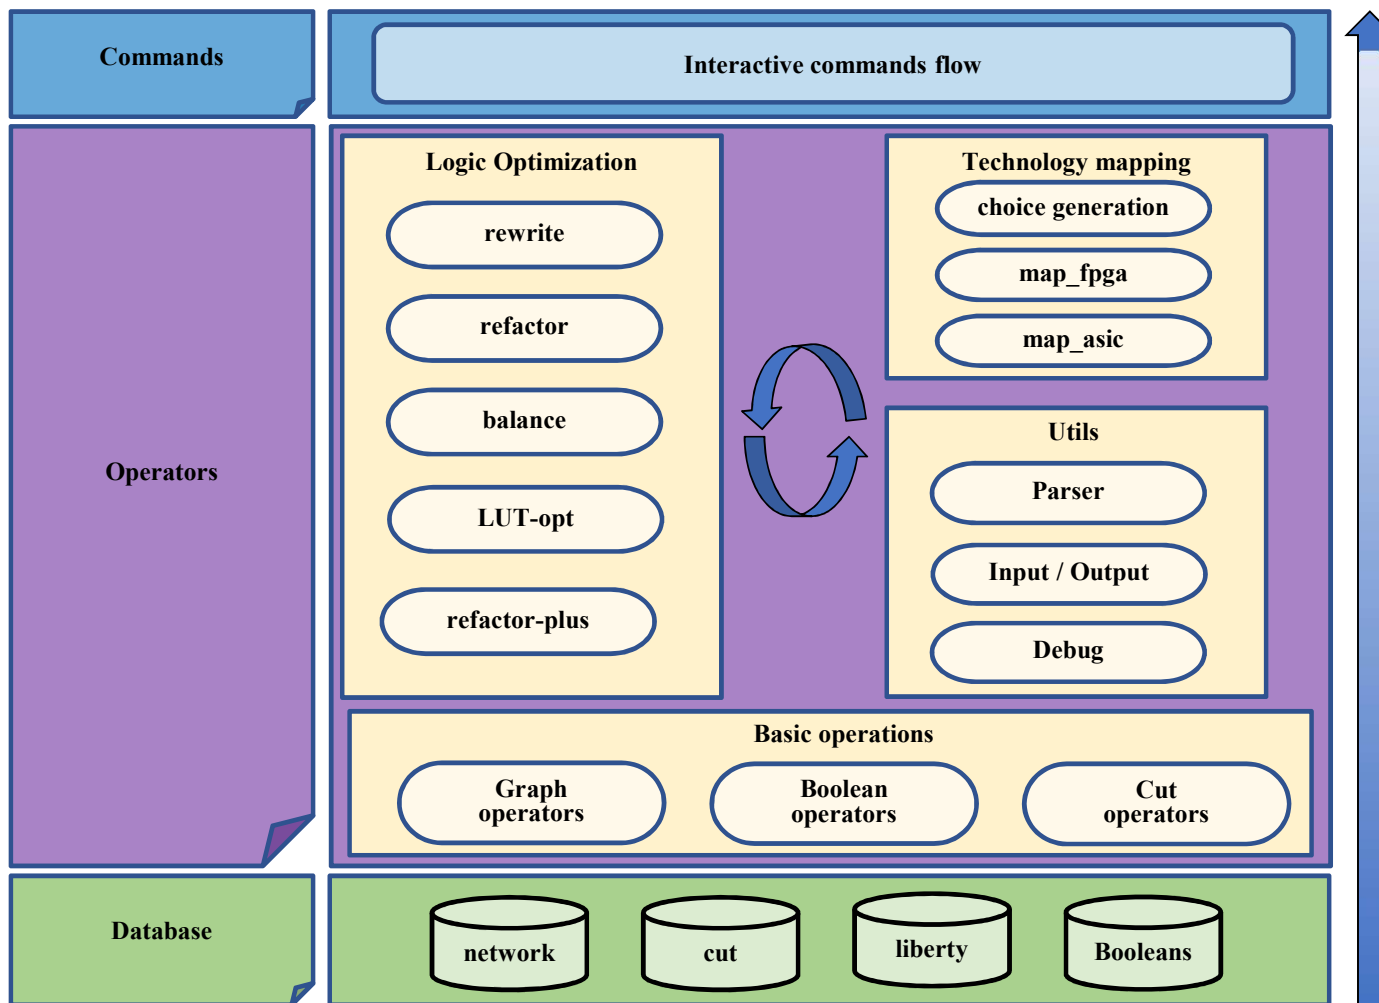 Commands
Interactive commands flow
Operators
Logic Optimization
rewrite
refactor
balance
LUT-opt
refactor-plus
Technology mapping
choice generation
map_fpga
map_asic
Utils
Parser
Input / Output
Debug
Basic operations
Graph
operators
Boolean
operators
Cut
operators
Database
network
cut
liberty
Booleans